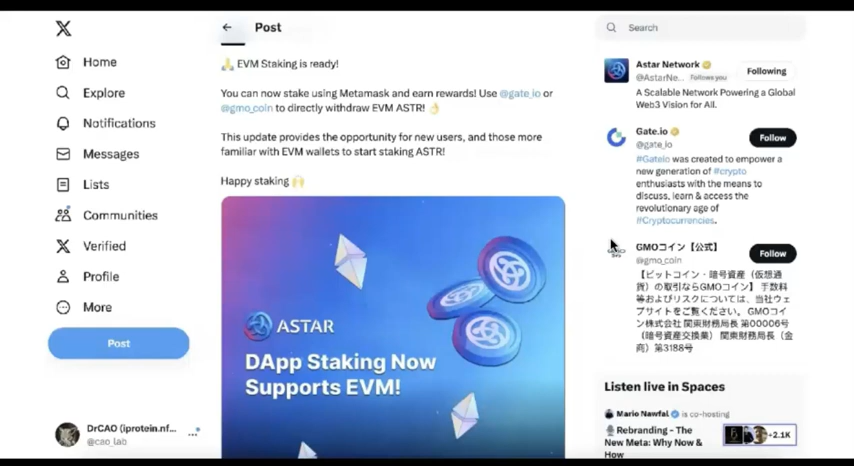 Post
Search
Home
Explore
Notifications
Messages
Lists
Communities
Verified
Profile
More
Post
DrCAO (iprotein.nf...
@cao_lab
EVM Staking is ready!
You can now stake using Metamask and earn rewards! Use @gate_io or
@gmo_coin to directly withdraw EVM ASTR!
This update provides the opportunity for new users, and those more
familiar with EVM wallets to start staking ASTR!
Happy staking
ASTAR
DApp Staking Now
Supports EVM!
Astar Network
@AstarNe... Follows you
Following
A Scalable Network Powering a Global
Web3 Vision for All.
Gate.io
@gate_io
Follow
#Gateio was created to empower a
new generation of #crypto
enthusiasts with the means to
discuss, learn & access the
revolutionary age of
#Cryptocurrencies.
GMOコイン【公式】
@gmo_coin
Follow
【ビットコイン・暗号資産（仮想通
貨）の取引ならGMOコイン】 手数料
等およびリスクについては、当社ウェ
ブサイトをご覧ください。 GMOコイ
ン株式会社 関東財務局長 第00006号
（暗号資産交換業） 関東財務局長（金
商）第3188号
Listen live in Spaces
Mario Nawfal is co-hosting
Rebranding - The
New Meta: Why Now &
How
+2.1K